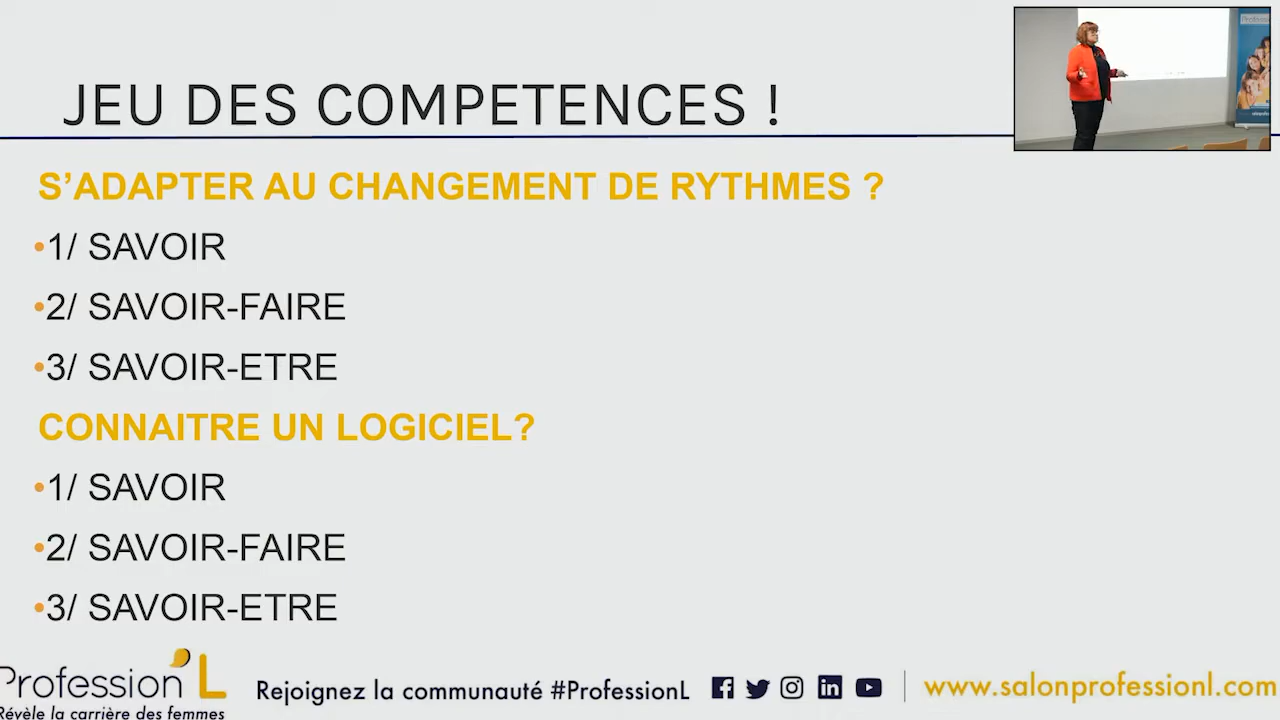 JEU DES COMPETENCES !
S’ADAPTER AU CHANGEMENT DE RYTHMES ?
•1/ SAVOIR
•2/ SAVOIR-FAIRE
•3/ SAVOIR-ETRE
CONNAITRE UN LOGICIEL?
•1/ SAVOIR
•2/ SAVOIR-FAIRE
•3/ SAVOIR-ETRE
Profession'L
Révèle la carrière des femmes
Rejoignez la communauté #ProfessionL
www.salonprofessionl.com